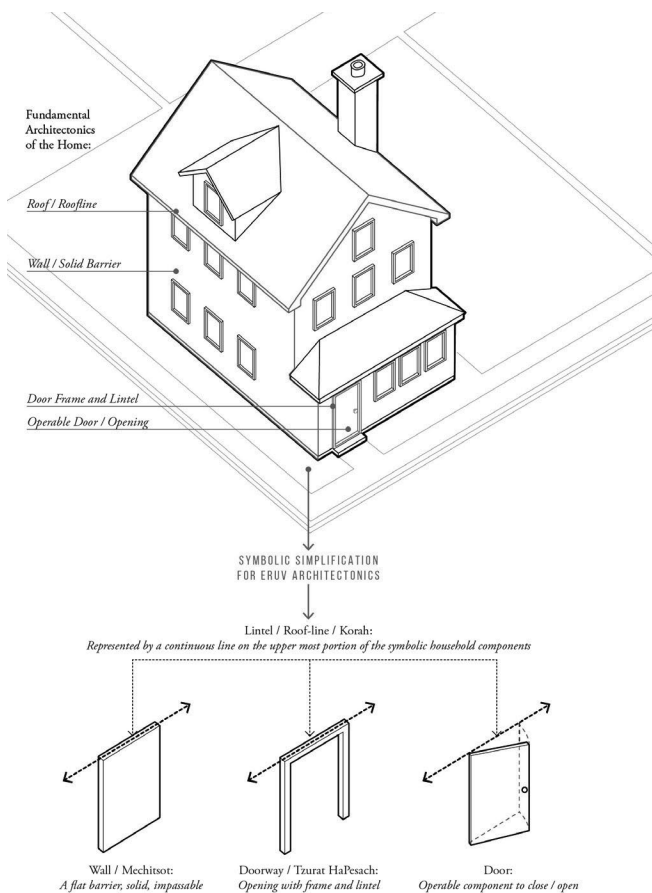 Fundamental
Architectonics
of the Home:
Roof / Roofline
Wall / Solid Barrier
Door Frame and Lintel
Operable Door / Opening
SYMBOLIC SIMPLIFICATION
FOR ERUV ARCHITECTONICS
Lintel / Roof-line / Korah:
Represented by a continuous line on the upper most portion of the symbolic household components
Wall / Mechitsot:
A flat barrier, solid, impassable
Doorway / Tzurat HaPesach:
Opening with frame and lintel
Door:
Operable component to close / open